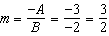 m = -A/B = -3/-2 = 3/2